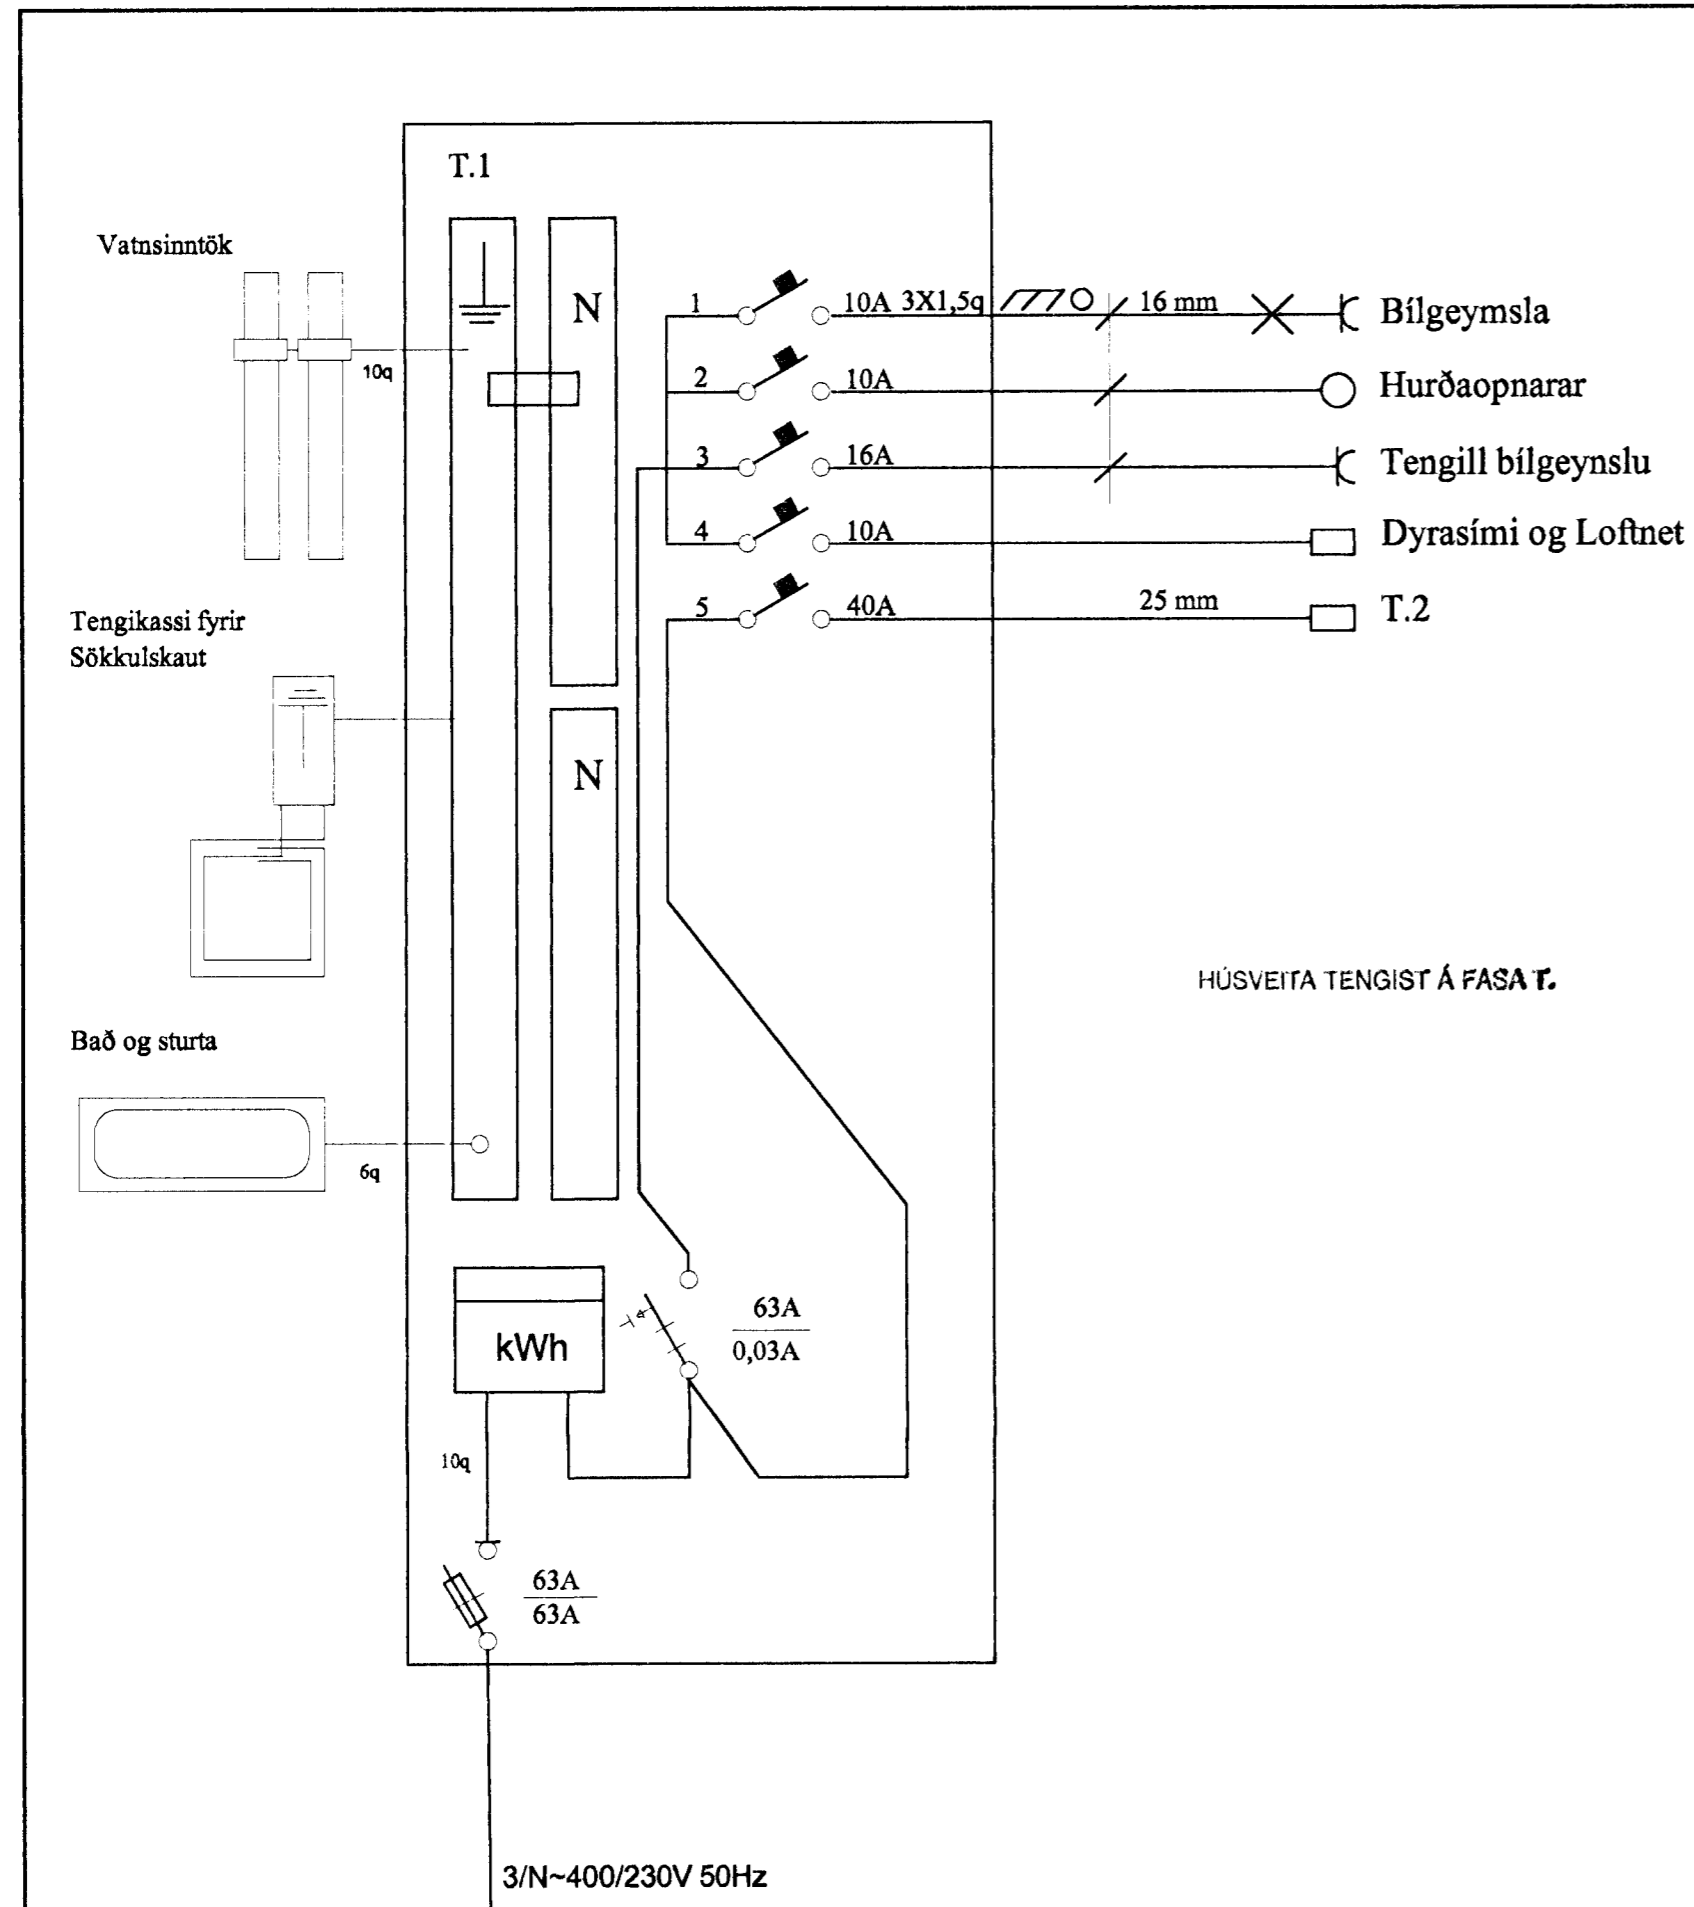 T.1
Vatnsinntök
10q
N
1 10A 3X1,5q 16 mm Bílgeymsla
2 10A Hurðaopnarar
3 16A Tengill bílgeynslu
4 10A Dyrasími og Loftnet
5 40A 25 mm T.2
Tengikassi fyrir
Sökkulskaut
N
HÚSVEITA TENGIST Á FASA T.
Bað og sturta
6q
kWh
63A
0,03A
10q
63A
63A
3/N~400/230V 50Hz